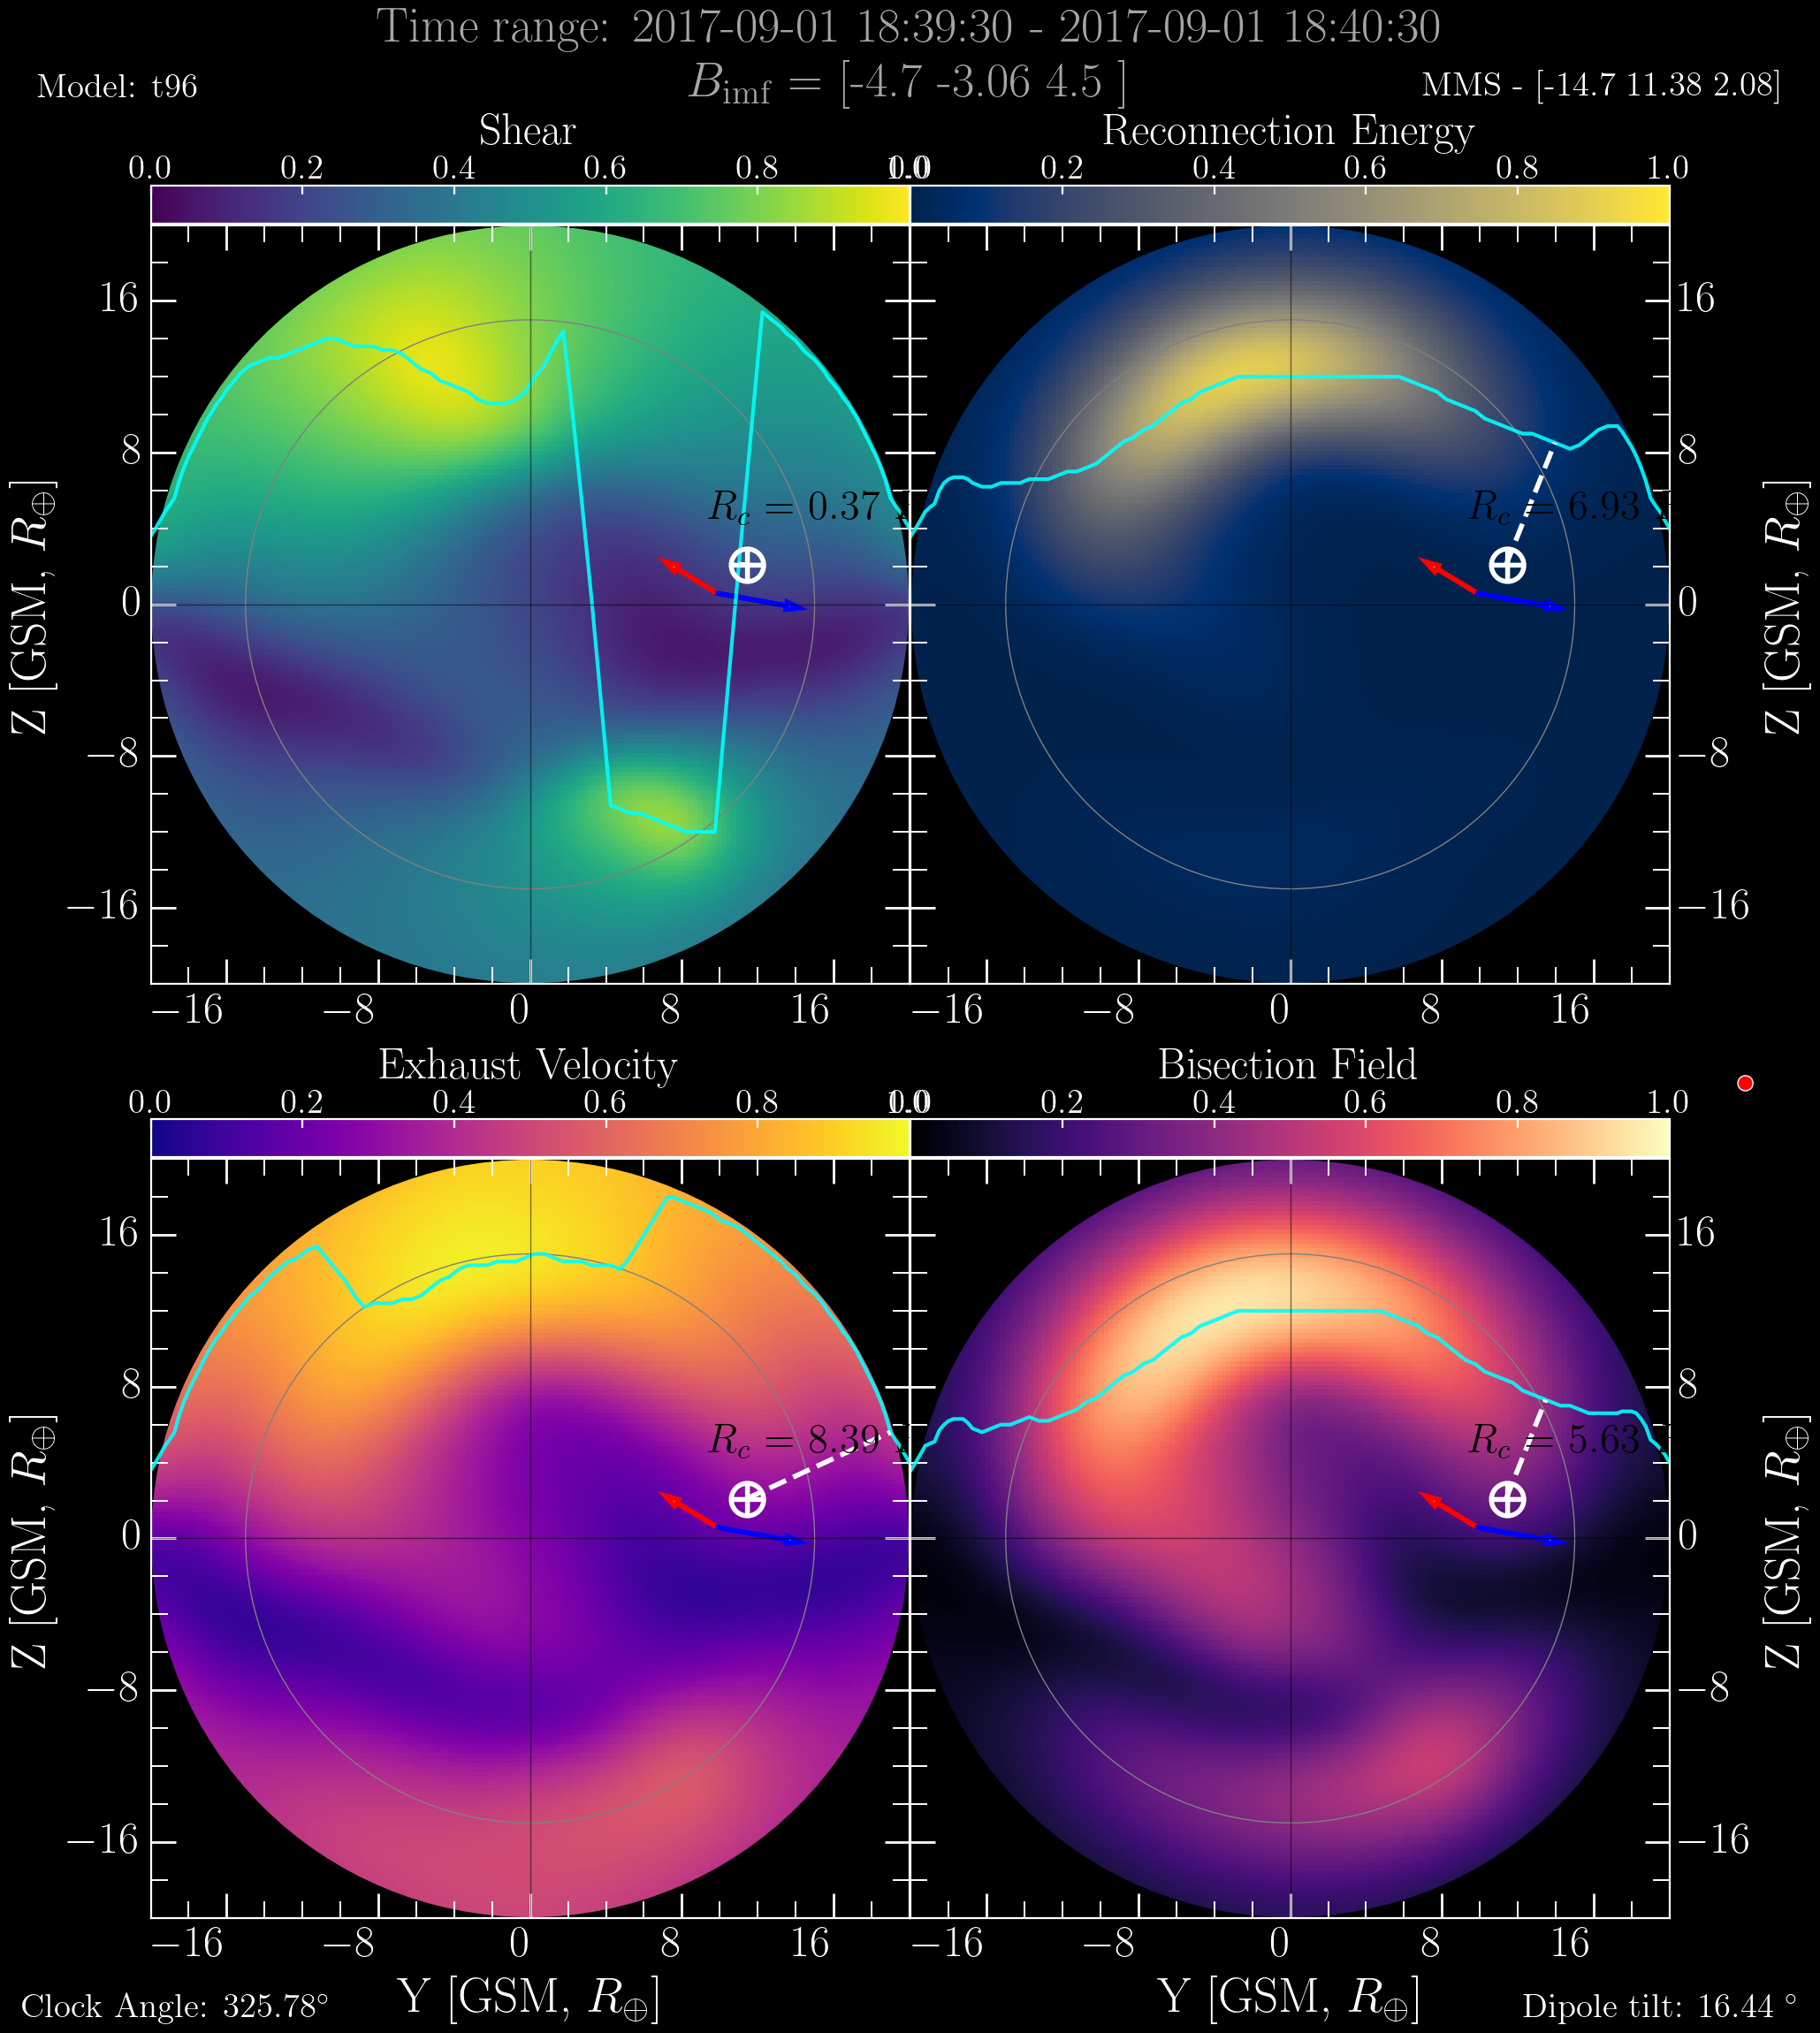 Time range: 2017-09-01 18:39:30 - 2017-09-01 18:40:30
Model: t96
B_imf = [-4.7 -3.06 4.5 ]
MMS - [-14.7 11.38 2.08]
Shear
Reconnection Energy
0.0 0.2 0.4 0.6 0.8 1.0
0.2 0.4 0.6 0.8 1.0
16
8
0
−8
−16
Z [GSM, R⊕]
R_c = 0.37
−16 −8 0 8 16
R_c = 6.93
16
8
0
−8
−16
Z [GSM, R⊕]
−16 −8 0 8 16
Exhaust Velocity
Bisection Field
0.0 0.2 0.4 0.6 0.8 1.0
0.2 0.4 0.6 0.8 1.0
16
8
0
−8
−16
Z [GSM, R⊕]
R_c = 8.39
−16 −8 0 8 16
Y [GSM, R⊕]
R_c = 5.63
16
8
0
−8
−16
Z [GSM, R⊕]
−16 −8 0 8 16
Y [GSM, R⊕]
Clock Angle: 325.78°
Dipole tilt: 16.44 °